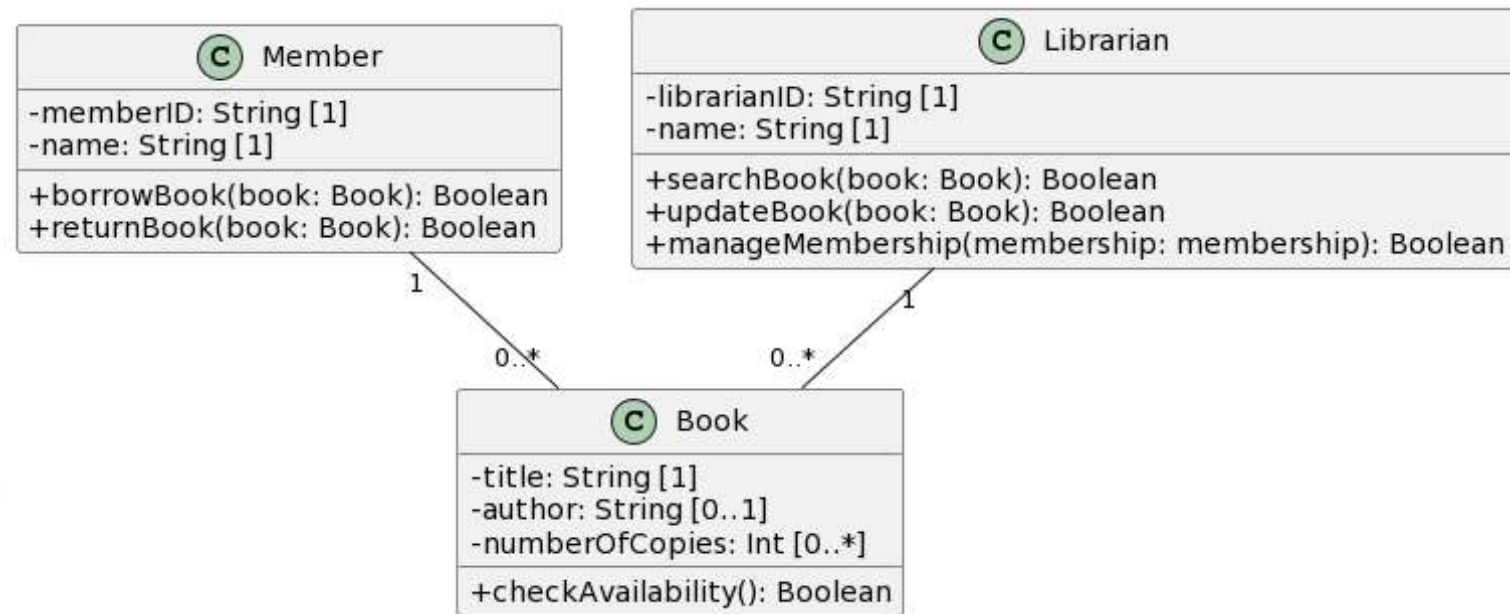 C Member
-memberID: String [1]
-name: String [1]
+borrowBook(book: Book): Boolean
+returnBook(book: Book): Boolean
C Librarian
-librarianID: String [1]
-name: String [1]
+searchBook(book: Book): Boolean
+updateBook(book: Book): Boolean
+manageMembership(membership: membership): Boolean
1
0..*
1
0..*
C Book
-title: String [1]
-author: String [0..1]
-numberOfCopies: Int [0..*]
+checkAvailability(): Boolean